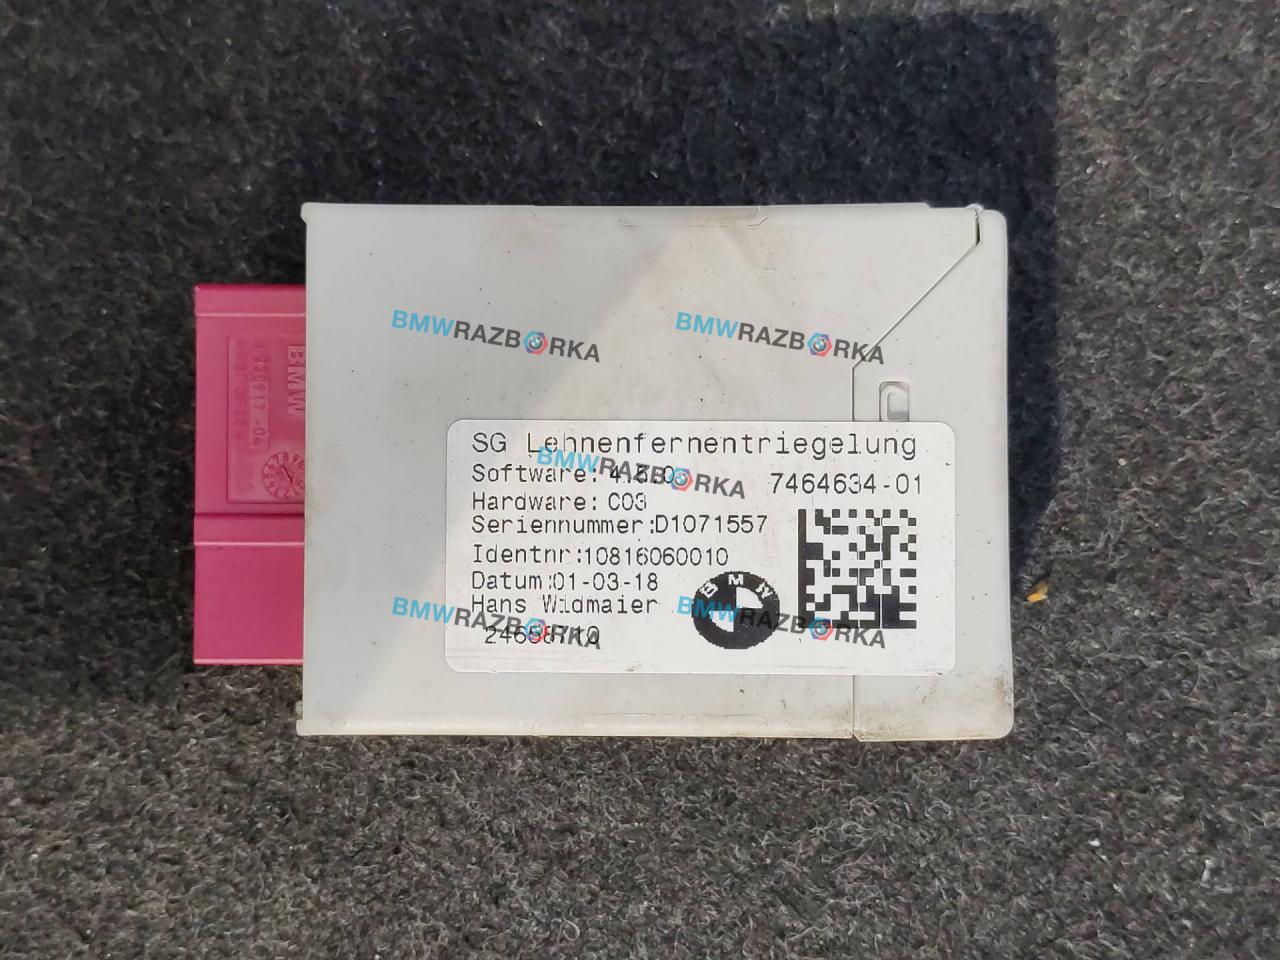 BMWRAZBORKA
BMWRAZBORKA
BMW
SG Lehnenfernentriegelung
BMWRAZBORKA
Software:
7464634-01
Hardware: C03
Seriennummer:D1071557
Identnr:10816060010
Datum:01-03-18
Hans Widmaier
BMW
BMWRAZBORKA
BMWRAZBORKA